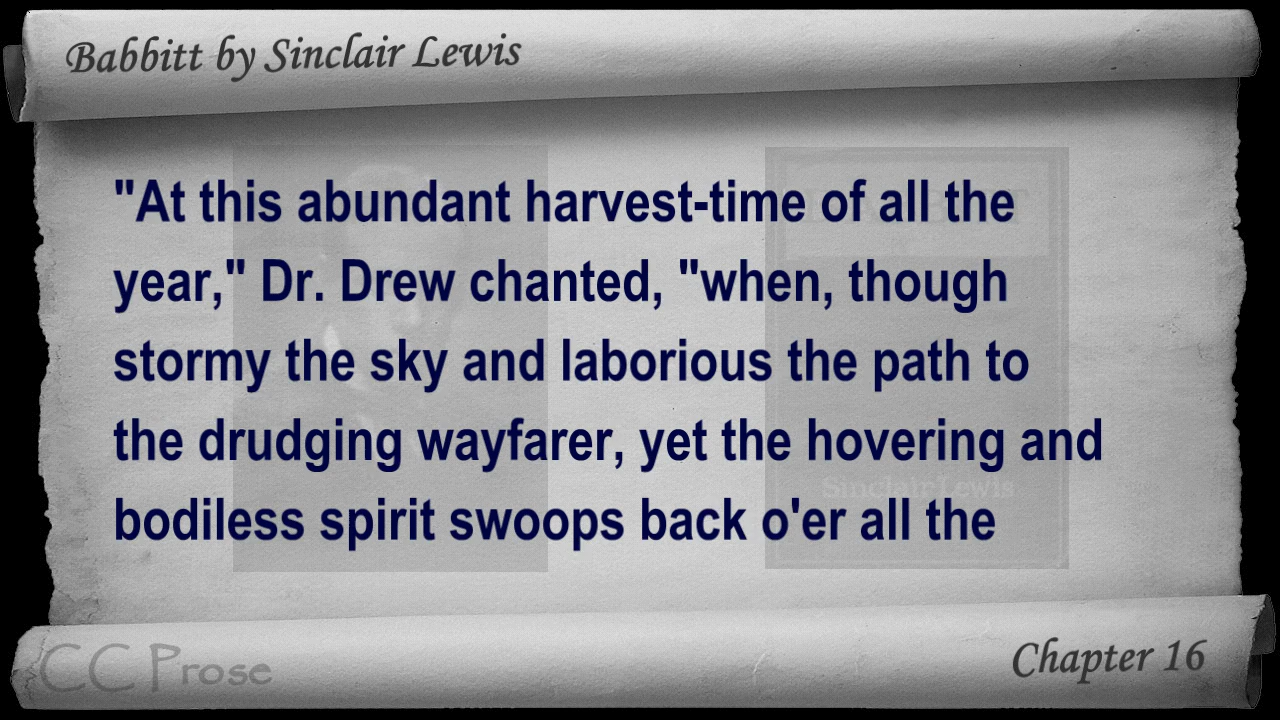 Babbitt by Sinclair Lewis
"At this abundant harvest-time of all the
year," Dr. Drew chanted, "when, though
stormy the sky and laborious the path to
the drudging wayfarer, yet the hovering and
bodiless spirit swoops back o'er all the
Sinclair Lewis
CC Prose
Chapter 16